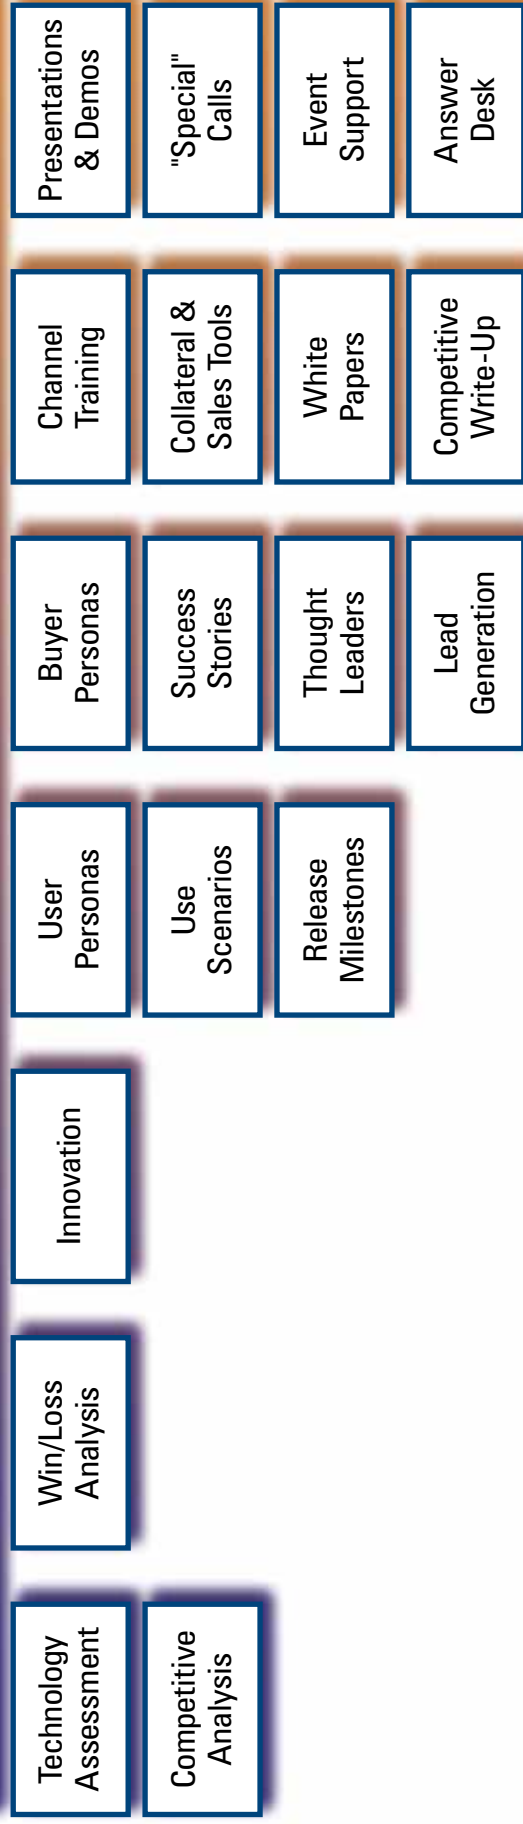 Technology
Assessment
Competitive
Analysis
Win/Loss
Analysis
Innovation
User
Personas
Use
Scenarios
Release
Milestones
Buyer
Personas
Success
Stories
Thought
Leaders
Lead
Generation
Channel
Training
Collateral &
Sales Tools
White
Papers
Competitive
Write-Up
Presentations
& Demos
"Special"
Calls
Event
Support
Answer
Desk